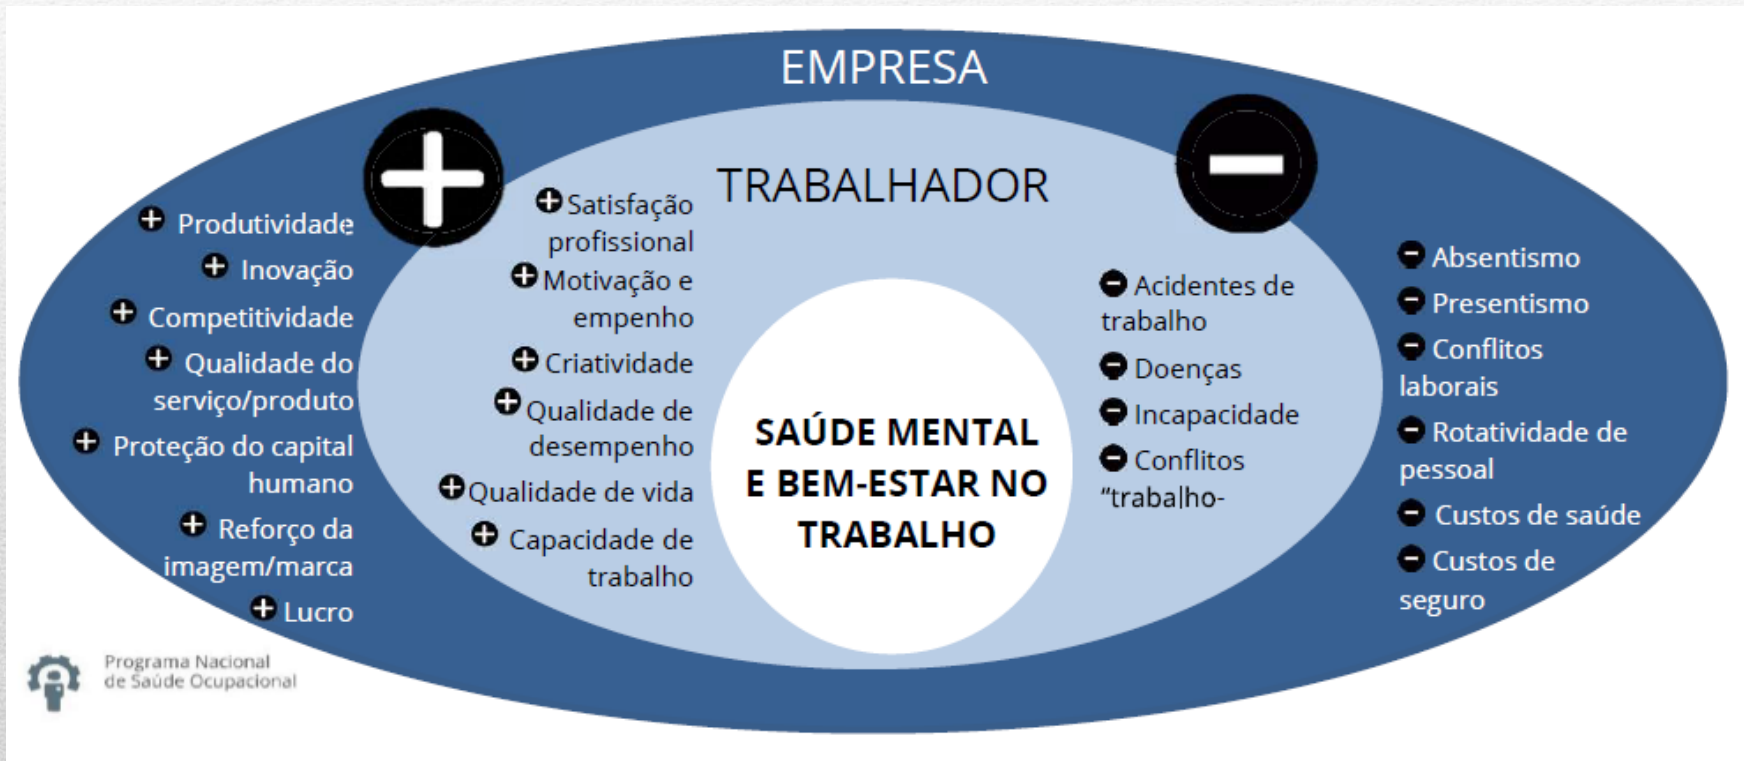 EMPRESA
TRABALHADOR
Produtividade
Inovação
Competitividade
Qualidade do
serviço/produto
Proteção do capital
humano
Reforço da
imagem/marca
Lucro
Satisfação
profissional
Motivação e
empenho
Criatividade
Qualidade de
desempenho
Qualidade de vida
Capacidade de
trabalho
SAÚDE MENTAL
E BEM-ESTAR NO
TRABALHO
Acidentes de
trabalho
Doenças
Incapacidade
Conflitos
“trabalho-
Absentismo
Presentismo
Conflitos
laborais
Rotatividade de
pessoal
Custos de saúde
Custos de
seguro
Programa Nacional
de Saúde Ocupacional